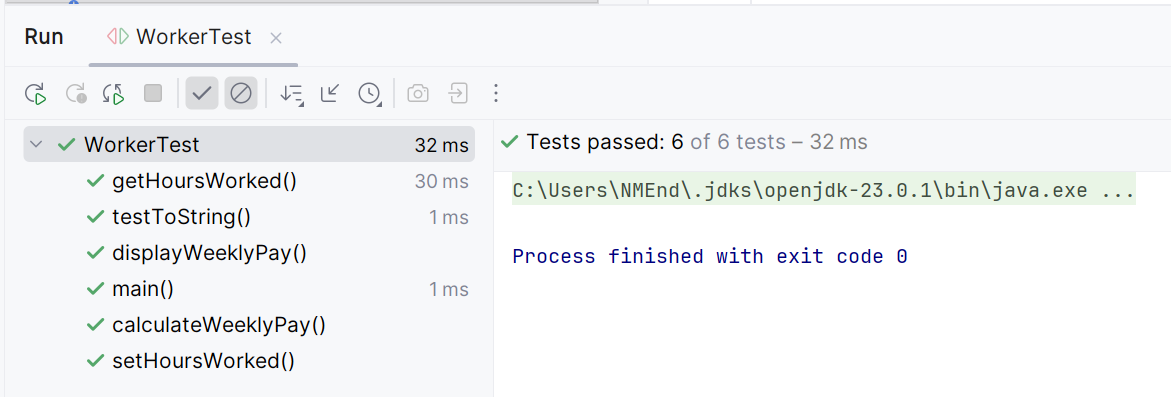 Run WorkerTest
WorkerTest 32 ms
getHoursWorked() 30 ms
testToString() 1 ms
displayWeeklyPay()
main() 1 ms
calculateWeeklyPay()
setHoursWorked()
Tests passed: 6 of 6 tests – 32 ms
C:\Users\NMEnd\.jdks\openjdk-23.0.1\bin\java.exe ...
Process finished with exit code 0